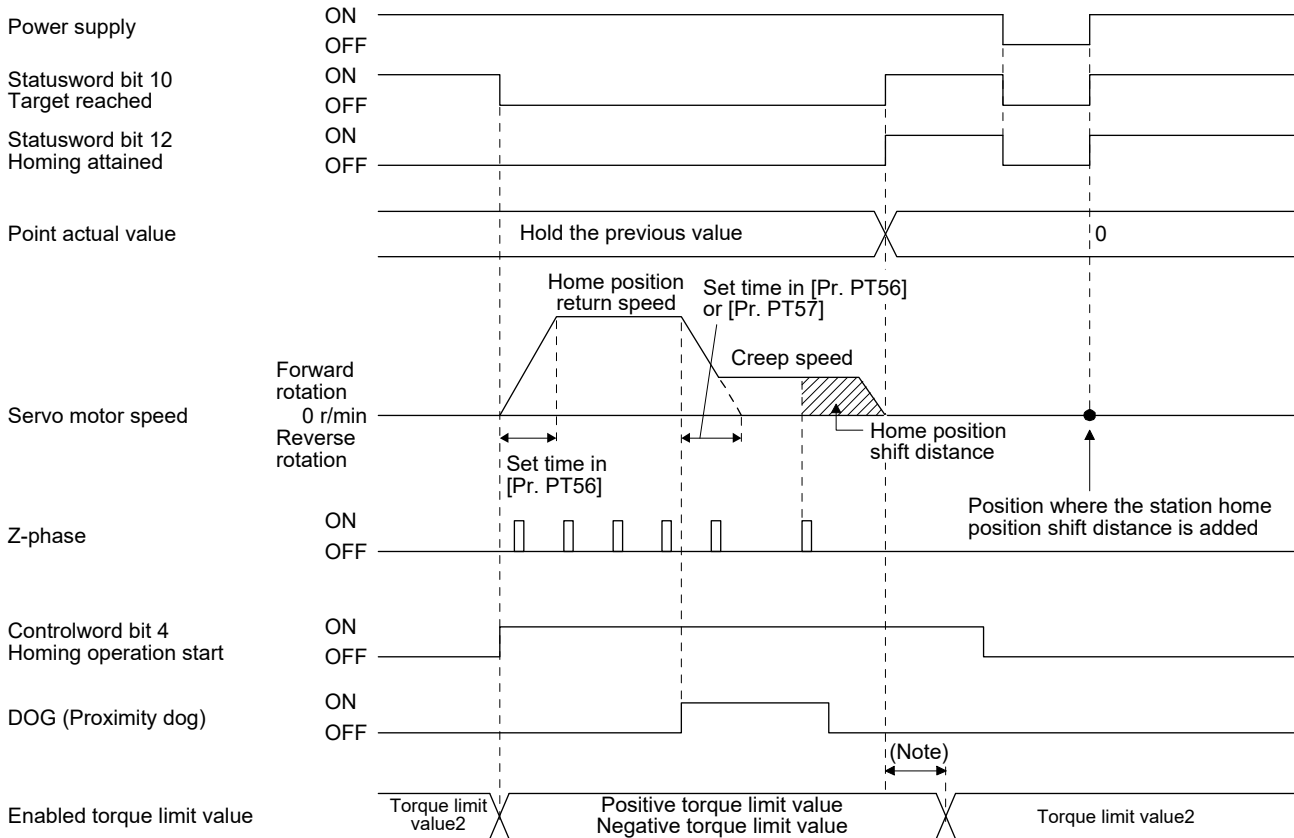 Power supply
ON
OFF
Statusword bit 10
Target reached
ON
OFF
Statusword bit 12
Homing attained
ON
OFF
Point actual value
Hold the previous value
0
Home position
return speed
Set time in [Pr. PT56]
or [Pr. PT57]
Creep speed
Forward
rotation
Servo motor speed
0 r/min
Reverse
rotation
Set time in
[Pr. PT56]
Home position
shift distance
Position where the station home
position shift distance is added
Z-phase
ON
OFF
Controlword bit 4
Homing operation start
ON
OFF
DOG (Proximity dog)
ON
OFF
(Note)
Enabled torque limit value
Torque limit
value2
Positive torque limit value
Negative torque limit value
Torque limit value2